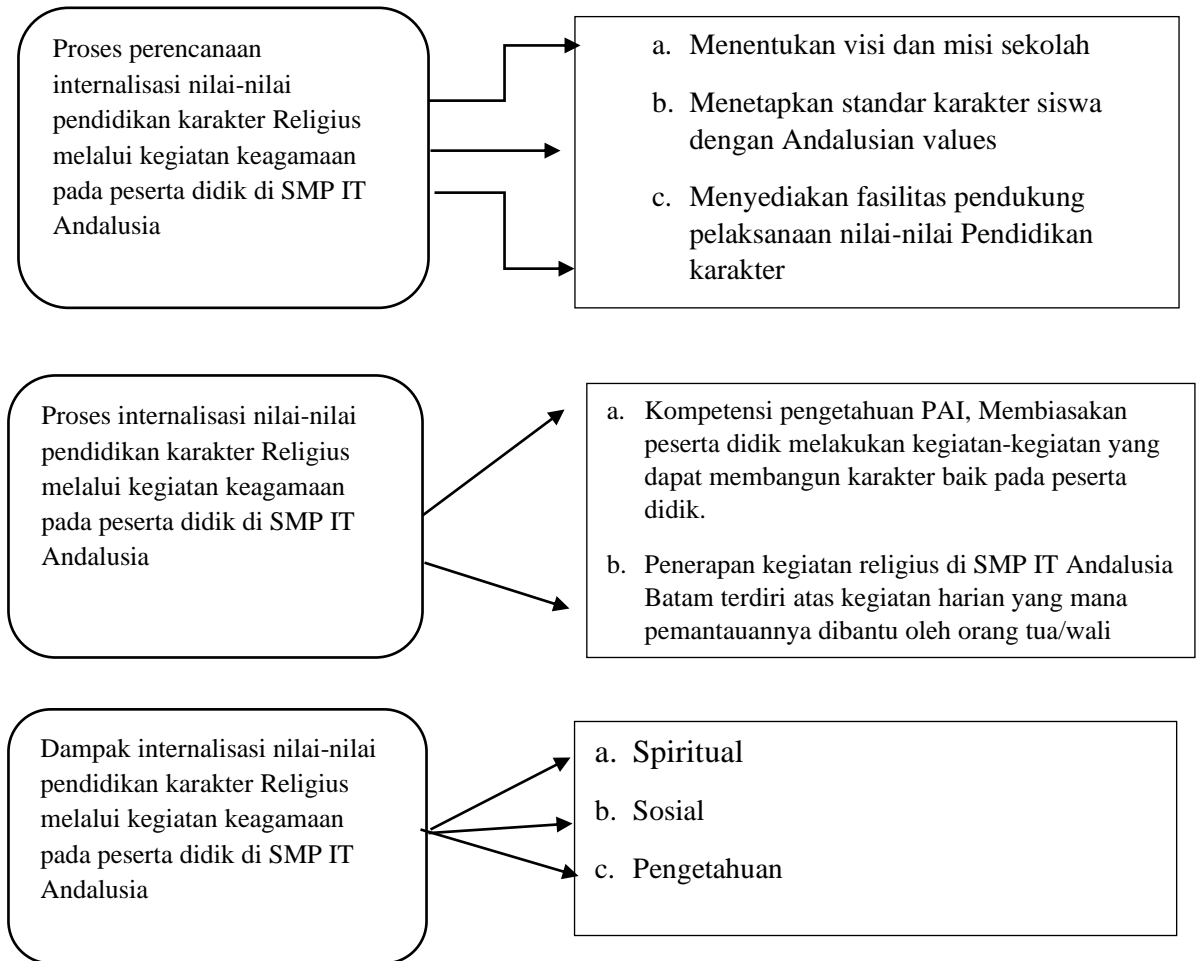 Proses perencanaan
internalisasi nilai-nilai
pendidikan karakter Religius
melalui kegiatan keagamaan
pada peserta didik di SMP IT
Andalusia
a. Menentukan visi dan misi sekolah
b. Menetapkan standar karakter siswa
dengan Andalusian values
c. Menyediakan fasilitas pendukung
pelaksanaan nilai-nilai Pendidikan
karakter
Proses internalisasi nilai-nilai
pendidikan karakter Religius
melalui kegiatan keagamaan
pada peserta didik di SMP IT
Andalusia
a. Kompetensi pengetahuan PAI, Membiasakan
peserta didik melakukan kegiatan-kegiatan yang
dapat membangun karakter baik pada peserta
didik.
b. Penerapan kegiatan religius di SMP IT Andalusia
Batam terdiri atas kegiatan harian yang mana
pemantauannya dibantu oleh orang tua/wali
Dampak internalisasi nilai-nilai
pendidikan karakter Religius
melalui kegiatan keagamaan
pada peserta didik di SMP IT
Andalusia
a. Spiritual
b. Sosial
c. Pengetahuan